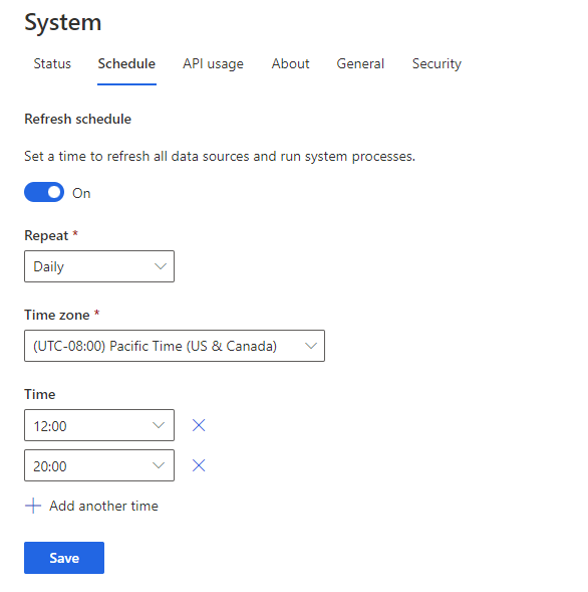 System
Status Schedule API usage About General Security
Refresh schedule
Set a time to refresh all data sources and run system processes.
On
Repeat *
Daily
Time zone *
(UTC-08:00) Pacific Time (US & Canada)
Time
12:00
20:00
Add another time
Save